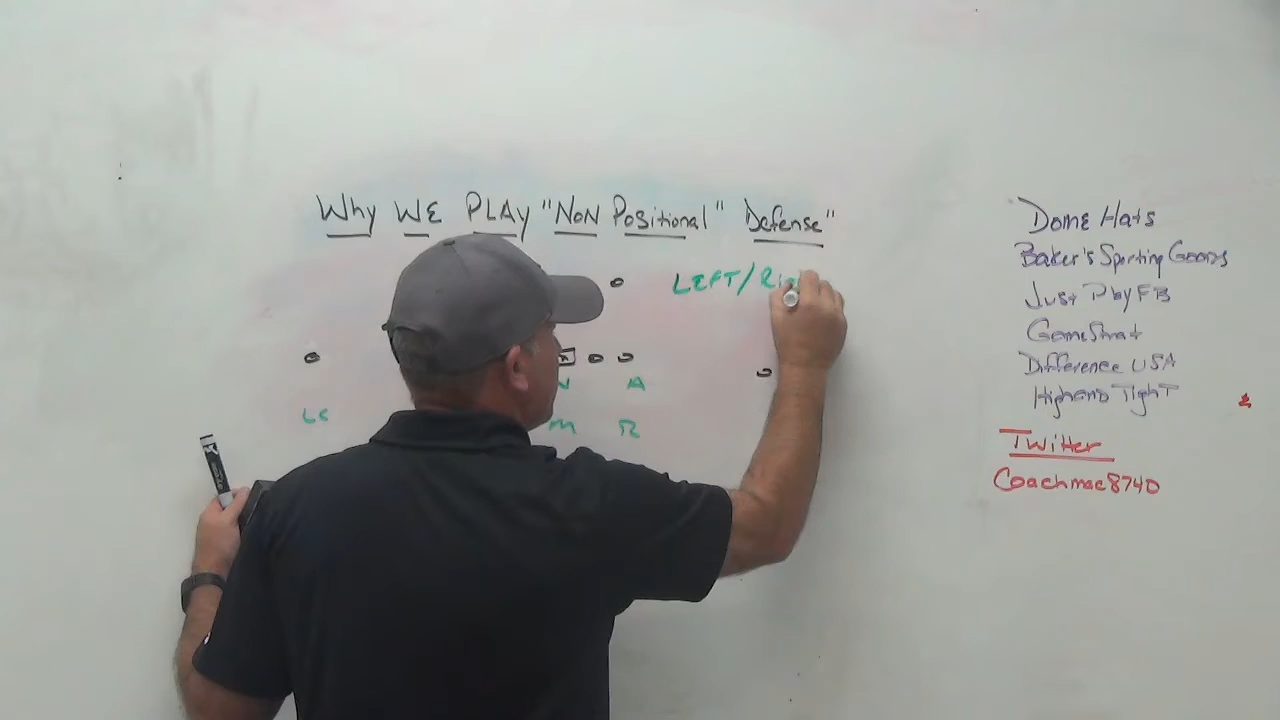 Why WE PLAY "NoN Positional" Defense"
LEFT/Rig
x
N A
LC
M R
Dome Hats
Baker's Sporting Goods
Just Play FB
GameStrat
Difference USA
High and Tight
Twitter
Coachmac8740